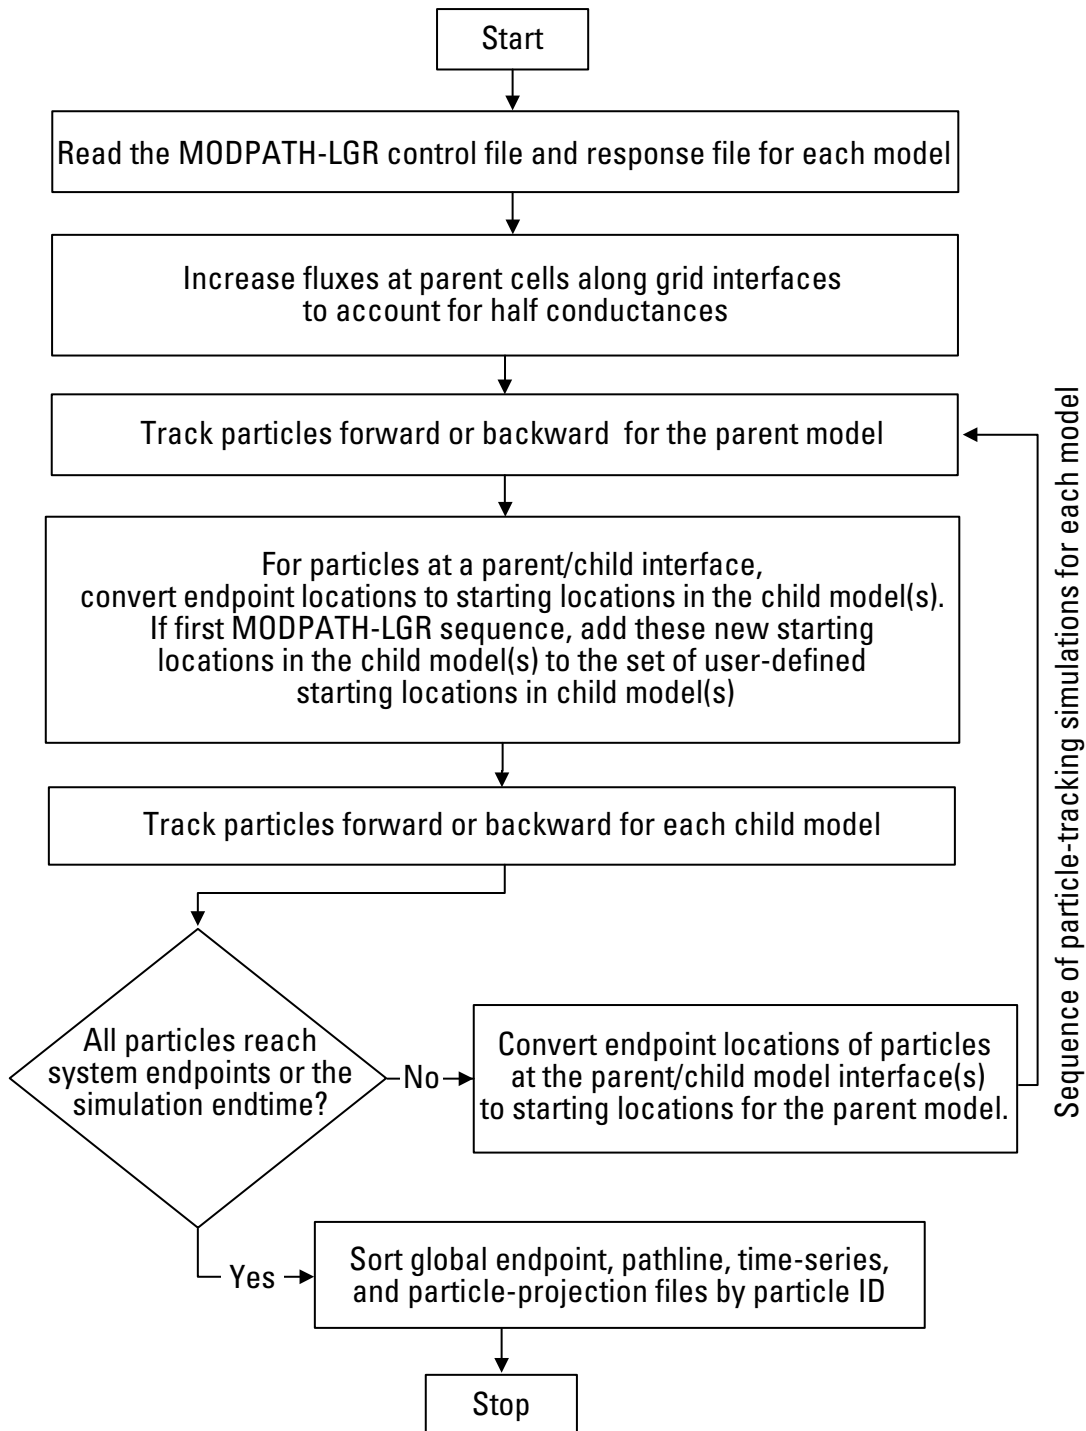 Start
Read the MODPATH-LGR control file and response file for each model
Increase fluxes at parent cells along grid interfaces
to account for half conductances
Track particles forward or backward  for the parent model
For particles at a parent/child interface,
convert endpoint locations to starting locations in the child model(s).
If first MODPATH-LGR sequence, add these new starting
locations in the child model(s) to the set of user-defined
starting locations in child model(s)
Track particles forward or backward for each child model
All particles reach
system endpoints or the
simulation endtime?
No
Convert endpoint locations of particles
at the parent/child model interface(s)
to starting locations for the parent model.
Sequence of particle-tracking simulations for each model
Yes
Sort global endpoint, pathline, time-series,
and particle-projection files by particle ID
Stop